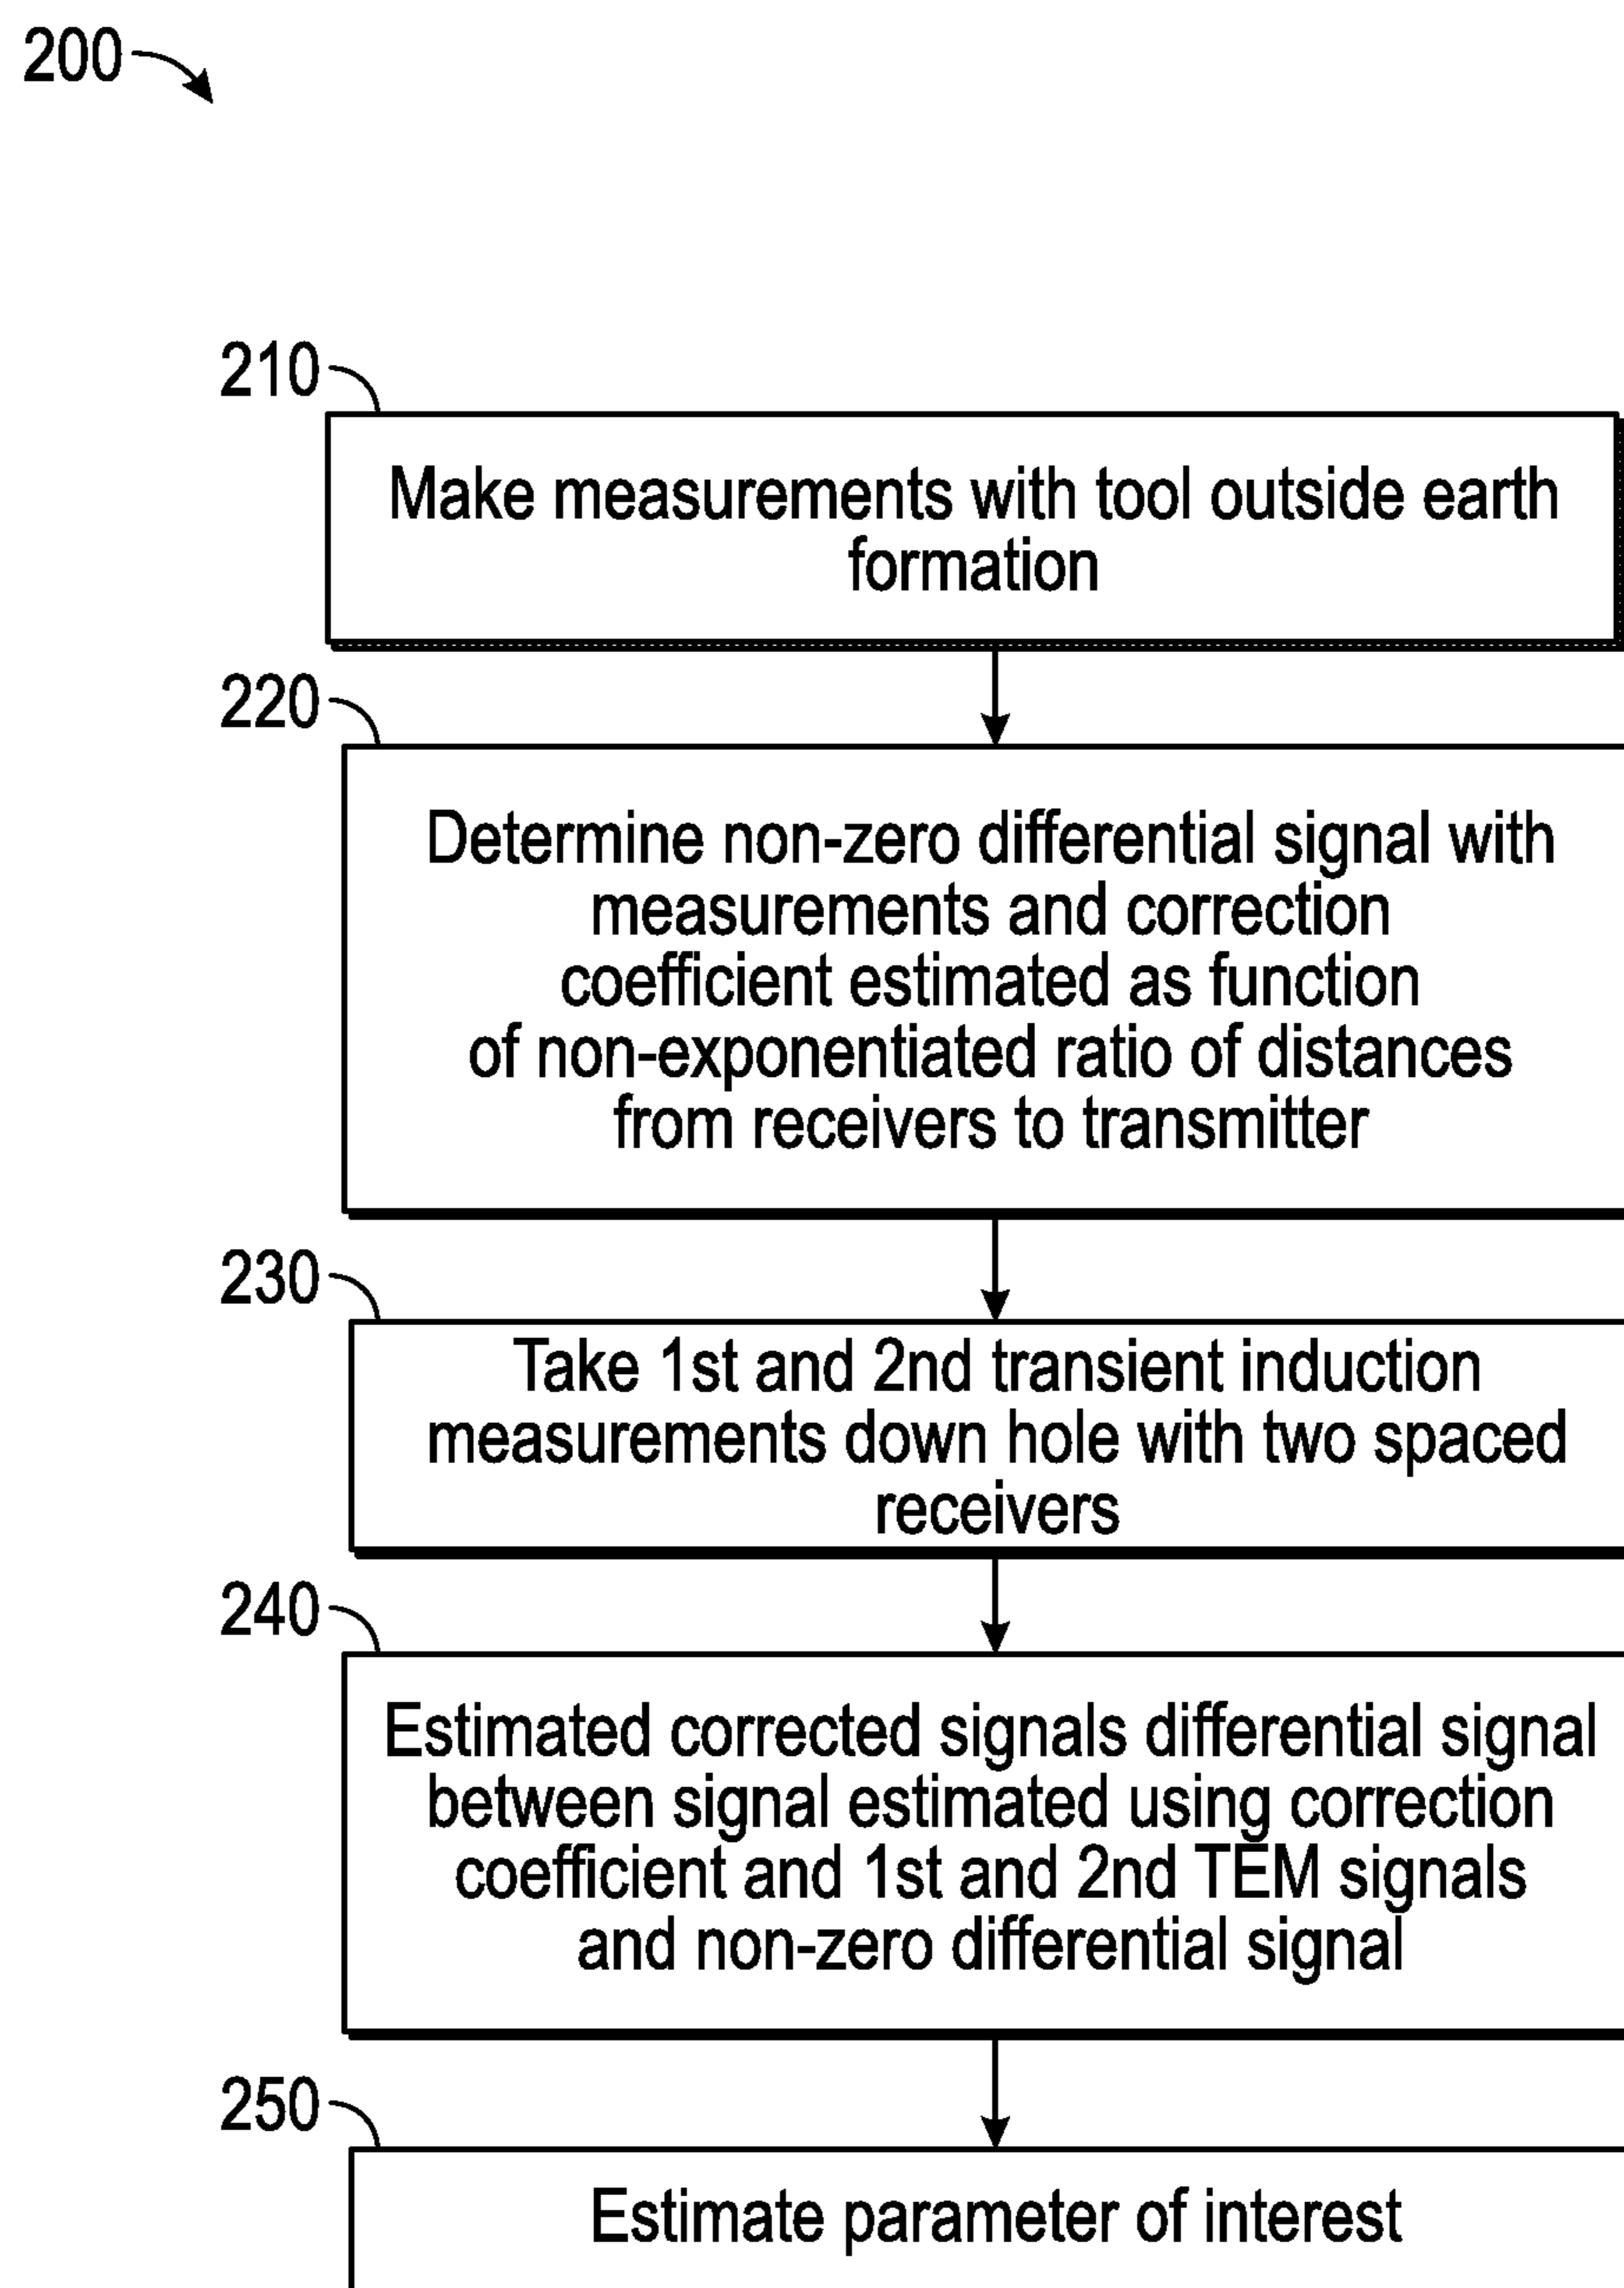 200
210
Make measurements with tool outside earth
formation
220
Determine non-zero differential signal with
measurements and correction
coefficient estimated as function
of non-exponentiated ratio of distances
from receivers to transmitter
230
Take 1st and 2nd transient induction
measurements down hole with two spaced
receivers
240
Estimated corrected signals differential signal
between signal estimated using correction
coefficient and 1st and 2nd TEM signals
and non-zero differential signal
250
Estimate parameter of interest